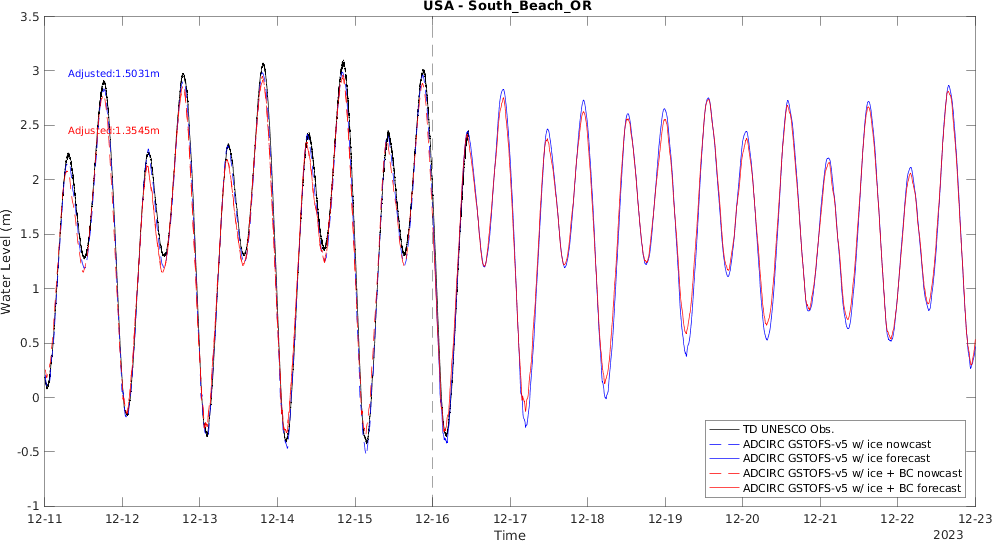 USA - South_Beach_OR
3.5
3
2.5
2
1.5
1
0.5
0
-0.5
-1
Water Level (m)
Adjusted:1.5031m
Adjusted:1.3545m
TD UNESCO Obs.
ADCIRC GSTOFS-v5 w/ ice nowcast
ADCIRC GSTOFS-v5 w/ ice forecast
ADCIRC GSTOFS-v5 w/ ice + BC nowcast
ADCIRC GSTOFS-v5 w/ ice + BC forecast
12-11 12-12 12-13 12-14 12-15 12-16 12-17 12-18 12-19 12-20 12-21 12-22 12-23
Time
2023